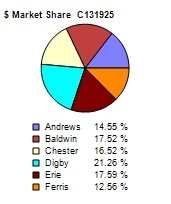 $ Market Share  C131925
Andrews 14.55 %
Baldwin 17.52 %
Chester 16.52 %
Digby 21.26 %
Erie 17.59 %
Ferris 12.56 %